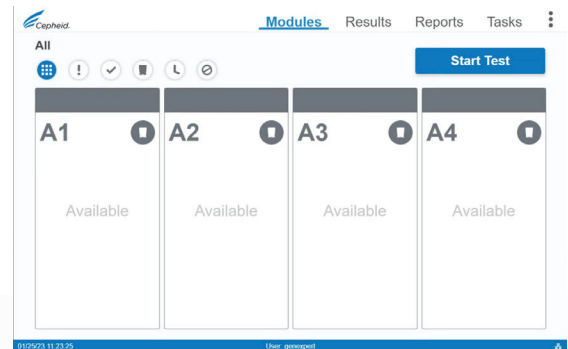 Cepheid.
Modules Results Reports Tasks
All
Start Test
A1 A2 A3 A4
Available Available Available Available
01/25/23 11.23.25 User genexpert